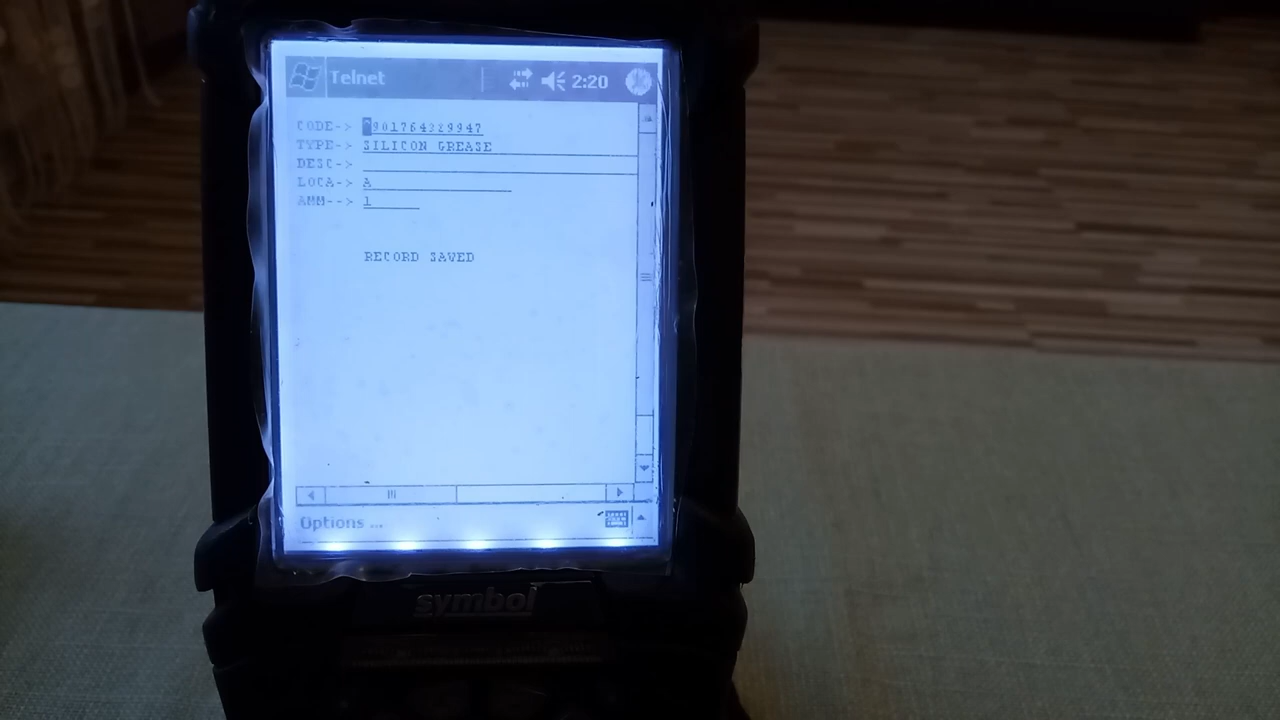 Telnet 2:20
CODE-> 901764329947
TYPE-> SILICON GREASE
DESC->
LOCA-> A
AMM--> 1
RECORD SAVED
Options ...
symbol